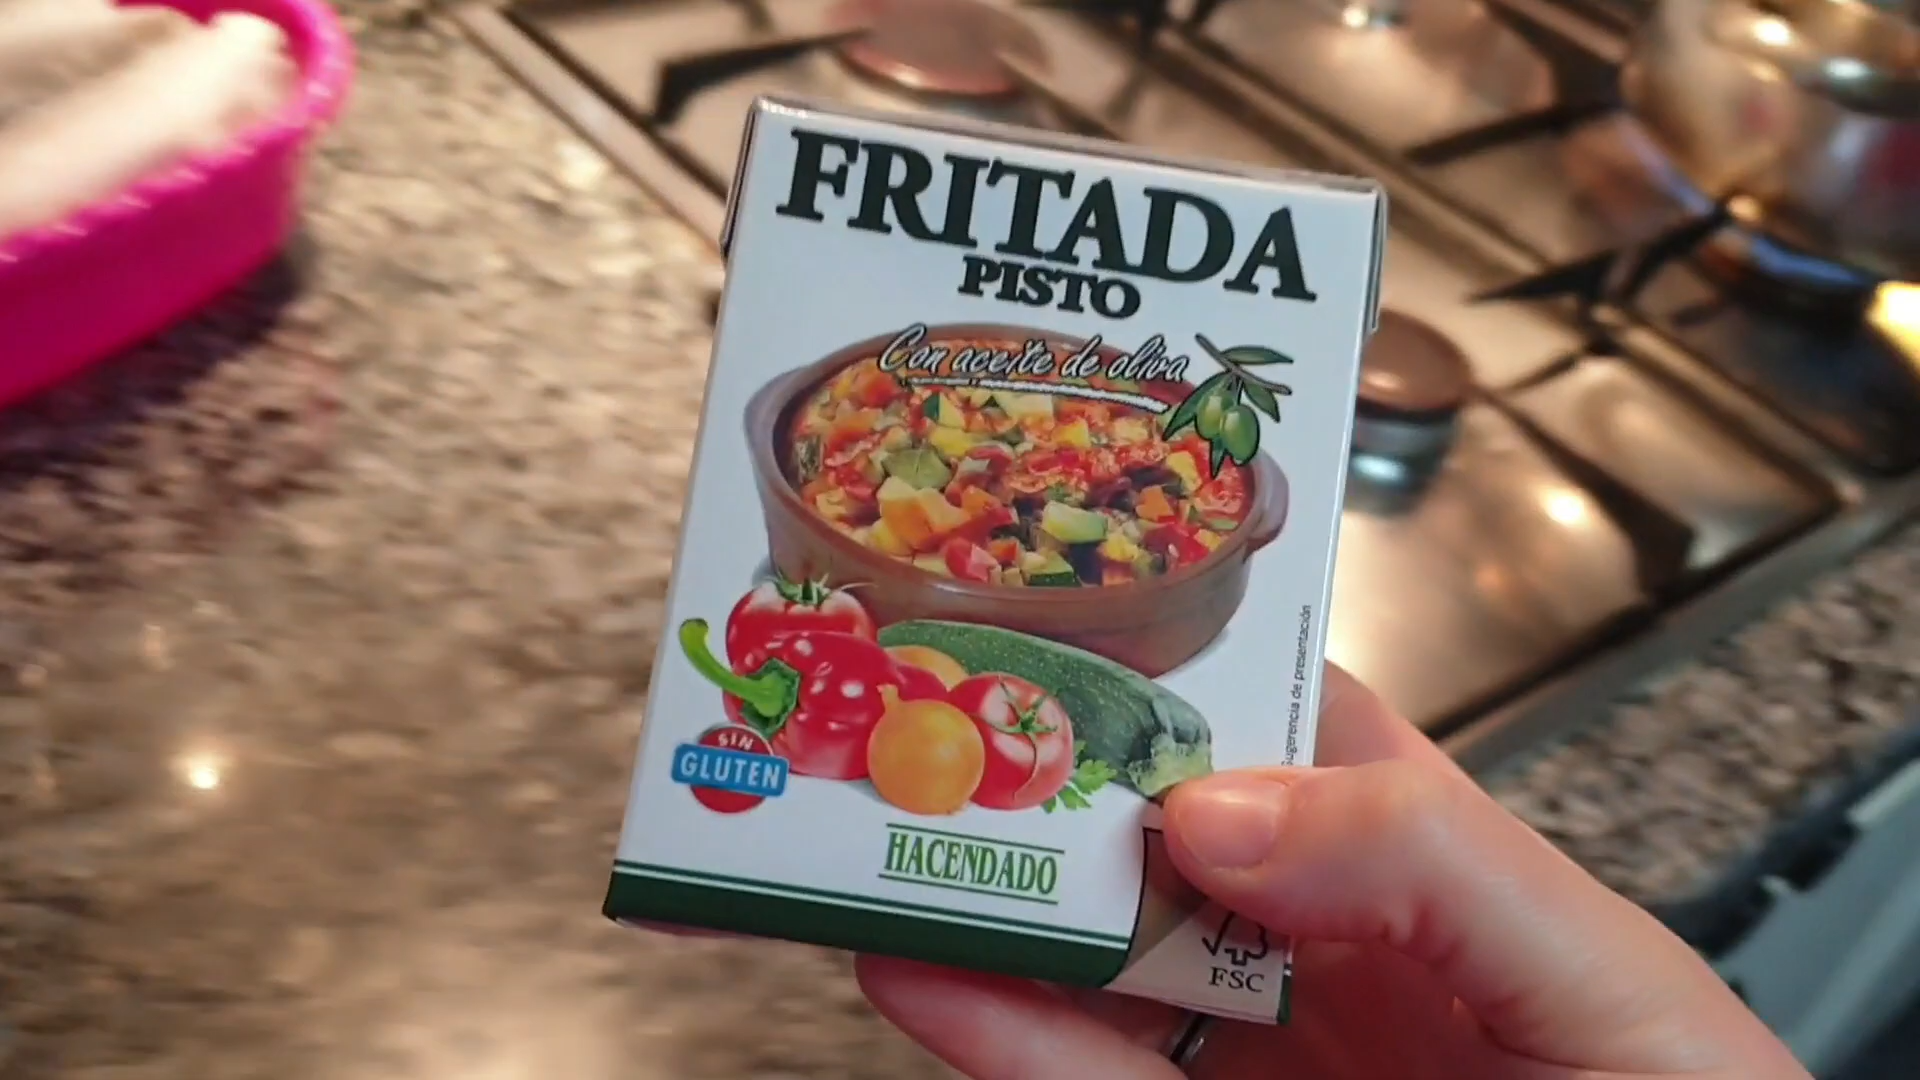 FRITADA
PISTO
Con aceite de oliva
Sugerencia de presentación
SIN
GLUTEN
HACENDADO
FSC